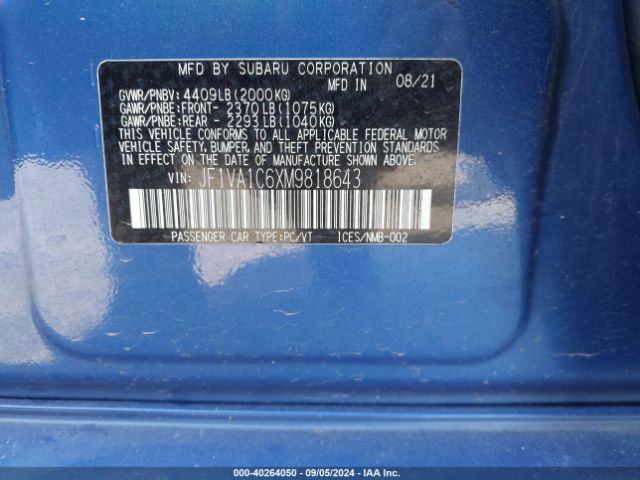 MFD BY SUBARU CORPORATION
MFD IN 08/21
GVWR/PNBV: 4409LB(2000KG)
GAWR/PNBE:FRONT- 2370LB(1075KG)
GAWR/PNBE:REAR - 2293LB(1040KG)
THIS VEHICLE CONFORMS TO ALL APPLICABLE FEDERAL MOTOR
VEHICLE SAFETY, BUMPER, AND THEFT PREVENTION STANDARDS
IN EFFECT ON THE DATE OF MANUFACTURE SHOWN ABOVE.
VIN: JF1VA1C6XM9818643
PASSENGER CAR TYPE:PC/VT ICES/NMB-002
000-40264050 - 09/05/2024 - IAA Inc.